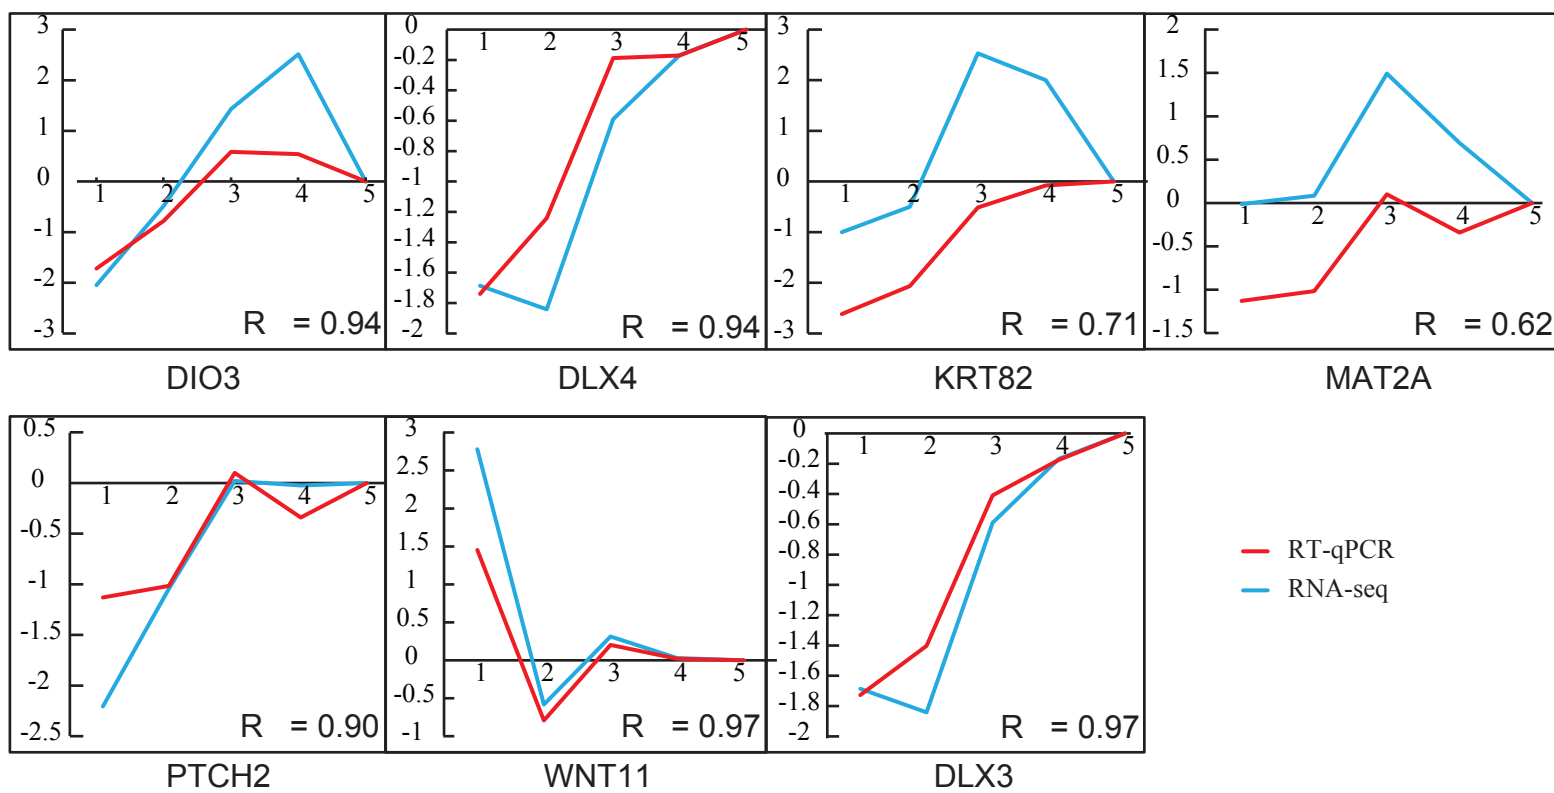 3
2
1
0
-1
-2
-3
1 2 3 4 5
R = 0.94
DIO3
0
-0.2
-0.4
-0.6
-0.8
-1
-1.2
-1.4
-1.6
-1.8
-2
1 2 3 4 5
R = 0.94
DLX4
3
2
1
0
-1
-2
-3
1 2 3 4 5
R = 0.71
KRT82
2
1.5
1
0.5
0
-0.5
-1
-1.5
1 2 3 4 5
R = 0.62
MAT2A
0.5
0
-0.5
-1
-1.5
-2
-2.5
1 2 3 4 5
R = 0.90
PTCH2
3
2.5
2
1.5
1
0.5
0
-0.5
-1
1 2 3 4 5
R = 0.97
WNT11
0
-0.2
-0.4
-0.6
-0.8
-1
-1.2
-1.4
-1.6
-1.8
-2
1 2 3 4 5
R = 0.97
DLX3
RT-qPCR
RNA-seq